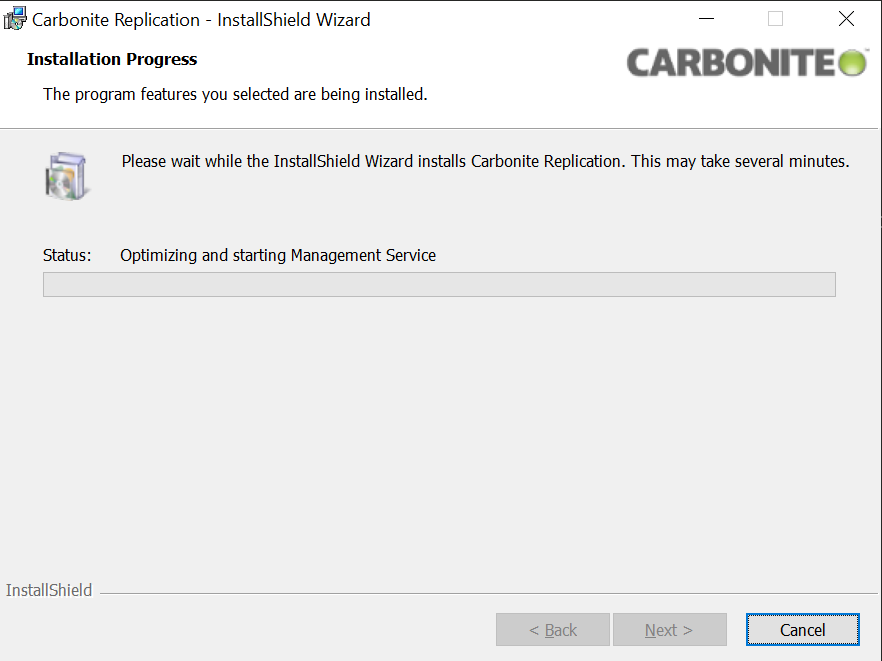 Carbonite Replication - InstallShield Wizard
Installation Progress
CARBONITE
The program features you selected are being installed.
Please wait while the InstallShield Wizard installs Carbonite Replication. This may take several minutes.
Status: Optimizing and starting Management Service
InstallShield
< Back Next > Cancel